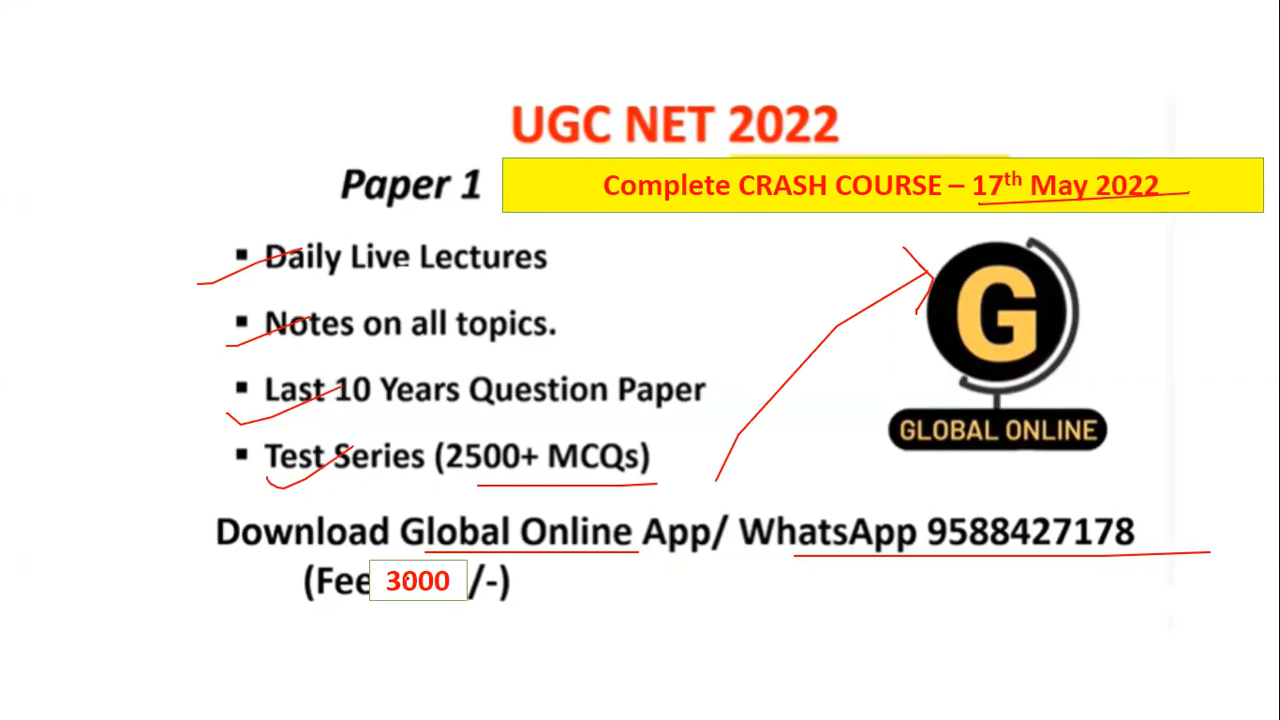 UGC NET 2022
Paper 1 Complete CRASH COURSE – 17th May 2022
▪ Daily Live Lectures
▪ Notes on all topics.
▪ Last 10 Years Question Paper
▪ Test Series (2500+ MCQs)
G
GLOBAL ONLINE
Download Global Online App/ WhatsApp 9588427178
(Fee 3000 /-)